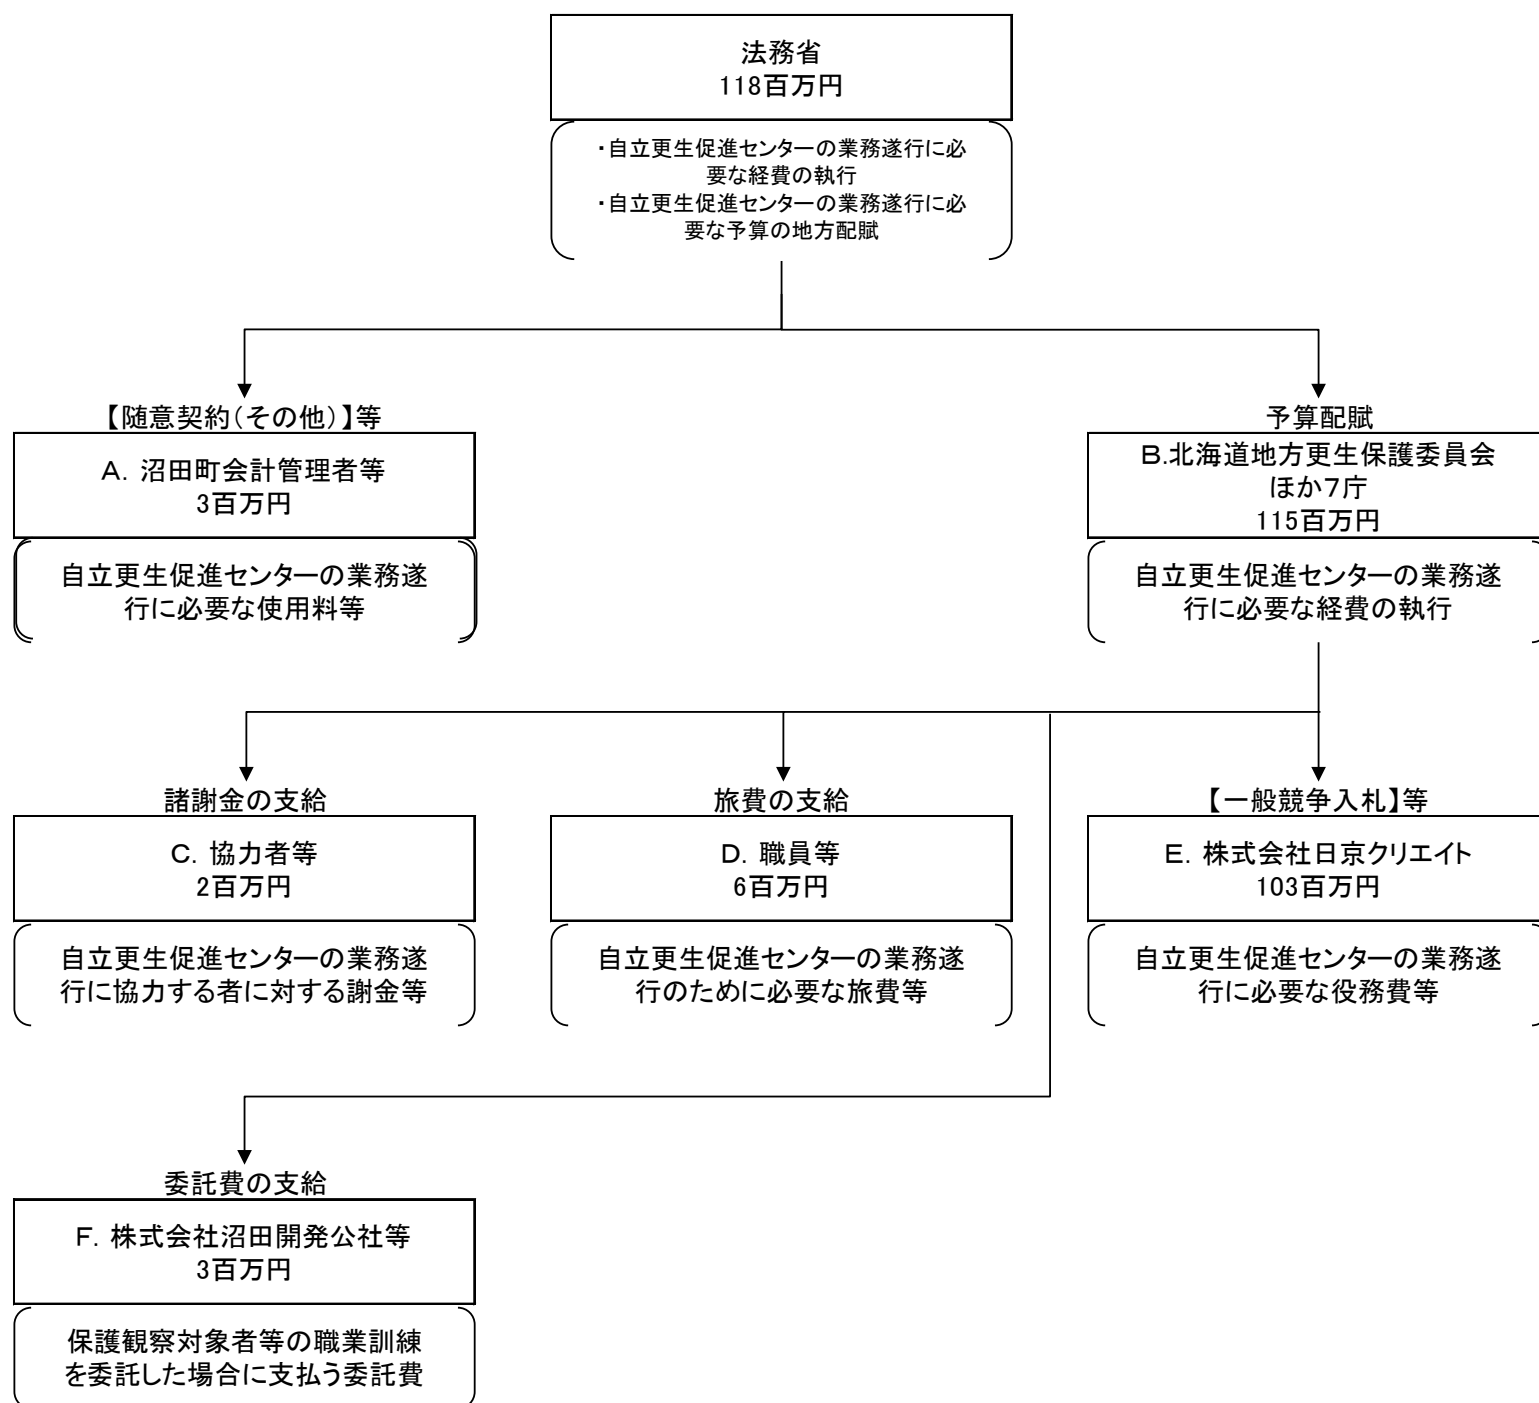 法務省
118百万円
・自立更生促進センターの業務遂行に必
要な経費の執行
・自立更生促進センターの業務遂行に必
要な予算の地方配賦
【随意契約(その他)】等
A. 沼田町会計管理者等
3百万円
自立更生促進センターの業務遂
行に必要な使用料等
予算配賦
B.北海道地方更生保護委員会
ほか7庁
115百万円
自立更生促進センターの業務遂
行に必要な経費の執行
諸謝金の支給
C. 協力者等
2百万円
自立更生促進センターの業務遂
行に協力する者に対する謝金等
旅費の支給
D. 職員等
6百万円
自立更生促進センターの業務遂
行のために必要な旅費等
【一般競争入札】等
E. 株式会社日京クリエイト
103百万円
自立更生促進センターの業務遂
行に必要な役務費等
委託費の支給
F. 株式会社沼田開発公社等
3百万円
保護観察対象者等の職業訓練
を委託した場合に支払う委託費